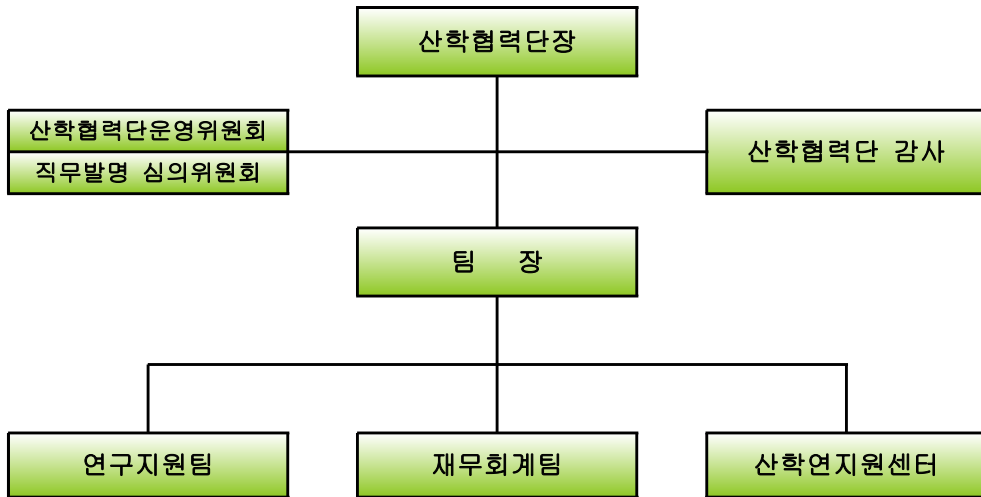 산학협력단장
산학협력단운영위원회
직무발명 심의위원회
산학협력단 감사
팀 장
연구지원팀
재무회계팀
산학연지원센터